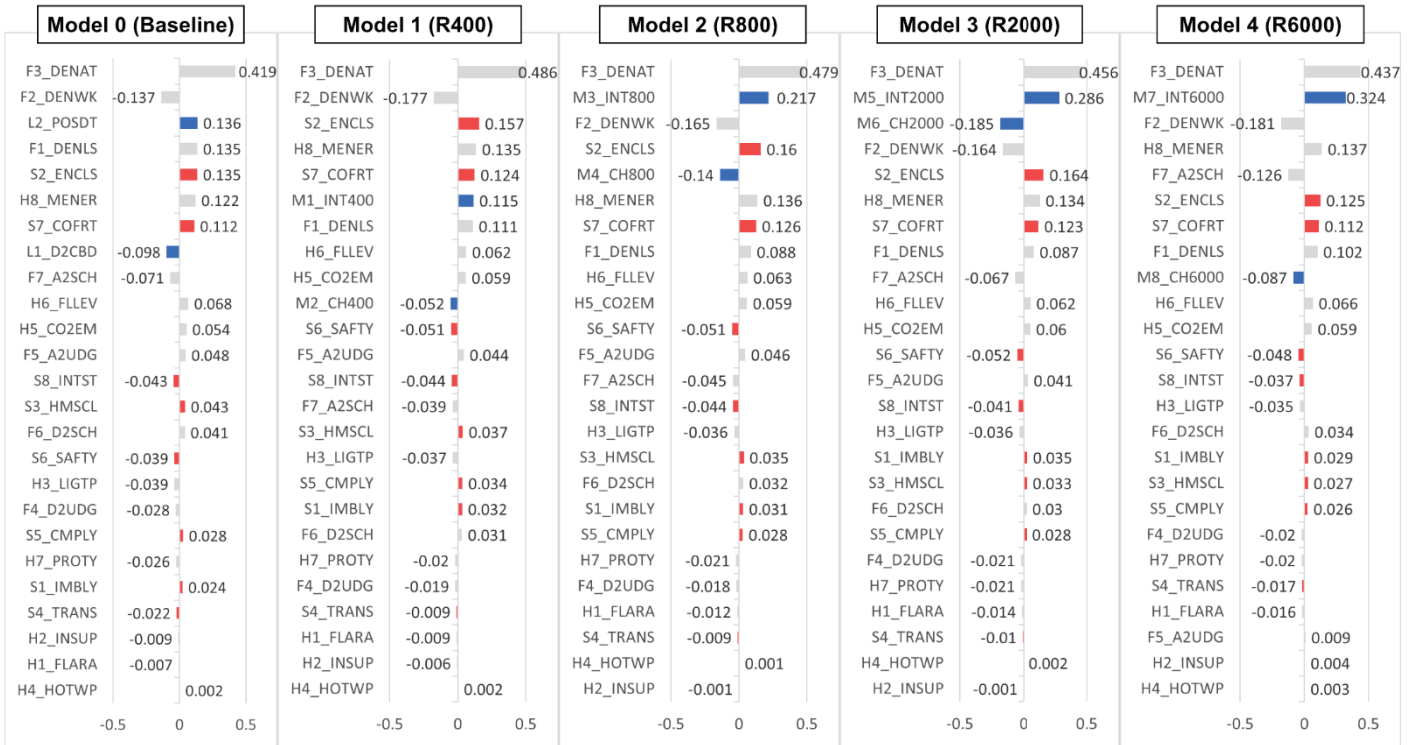 Model 0 (Baseline)
F3_DENAT 0.419
F2_DENWK -0.137
L2_POSDT 0.136
F1_DENLS 0.135
S2_ENCLS 0.135
H8_MENER 0.122
S7_COFRT 0.112
L1_D2CBD -0.098
F7_A2SCH -0.071
H6_FLLEV 0.068
H5_CO2EM 0.054
F5_A2UDG 0.048
S8_INTST -0.043
S3_HMSCL 0.043
F6_D2SCH 0.041
S6_SAFTY -0.039
H3_LIGTP -0.039
F4_D2UDG -0.028
S5_CMPLY 0.028
H7_PROTY -0.026
S1_IMBLY 0.024
S4_TRANS -0.022
H2_INSUP -0.009
H1_FLARA -0.007
H4_HOTWP 0.002
-0.5 0 0.5
Model 1 (R400)
F3_DENAT 0.486
F2_DENWK -0.177
S2_ENCLS 0.157
H8_MENER 0.135
S7_COFRT 0.124
M1_INT400 0.115
F1_DENLS 0.111
H6_FLLEV 0.062
H5_CO2EM 0.059
M2_CH400 -0.052
S6_SAFTY -0.051
F5_A2UDG 0.044
S8_INTST -0.044
F7_A2SCH -0.039
S3_HMSCL 0.037
H3_LIGTP -0.037
S5_CMPLY 0.034
S1_IMBLY 0.032
F6_D2SCH 0.031
H7_PROTY -0.02
F4_D2UDG -0.019
S4_TRANS -0.009
H1_FLARA -0.009
H2_INSUP -0.006
H4_HOTWP 0.002
-0.5 0 0.5
Model 2 (R800)
F3_DENAT 0.479
M3_INT800 0.217
F2_DENWK -0.165
S2_ENCLS 0.16
M4_CH800 -0.14
H8_MENER 0.136
S7_COFRT 0.126
F1_DENLS 0.088
H6_FLLEV 0.063
H5_CO2EM 0.059
S6_SAFTY -0.051
F5_A2UDG 0.046
F7_A2SCH -0.045
S8_INTST -0.044
H3_LIGTP -0.036
S3_HMSCL 0.035
F6_D2SCH 0.032
S1_IMBLY 0.031
S5_CMPLY 0.028
H7_PROTY -0.021
F4_D2UDG -0.018
H1_FLARA -0.012
S4_TRANS -0.009
H4_HOTWP 0.001
H2_INSUP -0.001
-0.5 0 0.5
Model 3 (R2000)
F3_DENAT 0.456
M5_INT2000 0.286
M6_CH2000 -0.185
F2_DENWK -0.164
S2_ENCLS 0.164
H8_MENER 0.134
S7_COFRT 0.123
F1_DENLS 0.087
F7_A2SCH -0.067
H6_FLLEV 0.062
H5_CO2EM 0.06
S6_SAFTY -0.052
F5_A2UDG 0.041
S8_INTST -0.041
H3_LIGTP -0.036
S1_IMBLY 0.035
S3_HMSCL 0.033
F6_D2SCH 0.03
S5_CMPLY 0.028
F4_D2UDG -0.021
H7_PROTY -0.021
H1_FLARA -0.014
S4_TRANS -0.01
H4_HOTWP 0.002
H2_INSUP -0.001
-0.5 0 0.5
Model 4 (R6000)
F3_DENAT 0.437
M7_INT6000 0.324
F2_DENWK -0.181
H8_MENER 0.137
F7_A2SCH -0.126
S2_ENCLS 0.125
S7_COFRT 0.112
F1_DENLS 0.102
M8_CH6000 -0.087
H6_FLLEV 0.066
H5_CO2EM 0.059
S6_SAFTY -0.048
S8_INTST -0.037
H3_LIGTP -0.035
F6_D2SCH 0.034
S1_IMBLY 0.029
S3_HMSCL 0.027
S5_CMPLY 0.026
F4_D2UDG -0.02
H7_PROTY -0.02
S4_TRANS -0.017
H1_FLARA -0.016
F5_A2UDG 0.009
H2_INSUP 0.004
H4_HOTWP 0.003
-0.5 0 0.5